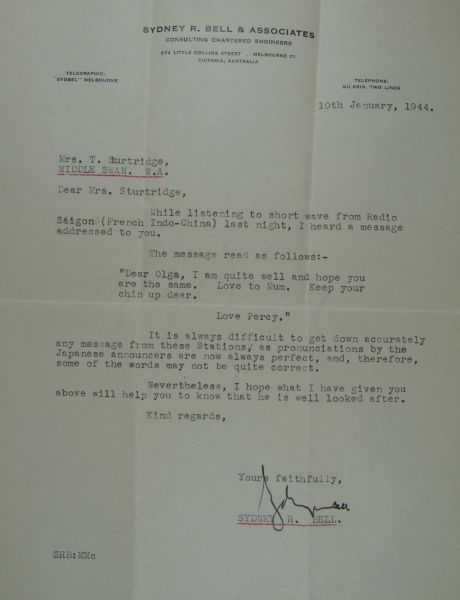 SYDNEY R. BELL & ASSOCIATES
CONSULTING CHARTERED ENGINEERS
574 LITTLE COLLINS STREET · MELBOURNE C1
VICTORIA, AUSTRALIA
TELEGRAPHIC:
"SYDBEL" MELBOURNE
TELEPHONE:
MU 6319, TWO LINES
10th January, 1944.
Mrs. T. Surtridge,
MIDDLE SWAN. W.A.
Dear Mrs. Sturtridge,
While listening to short wave from Radio
Saigon (French Indo-China) last night, I heard a message
addressed to you.
The message read as follows:-
"Dear Olga, I am quite well and hope you
are the same. Love to Mum. Keep your
chin up dear.
Love Percy."
It is always difficult to get down accurately
any message from these Stations, as pronunciations by the
Japanese announcers are now always perfect, and, therefore,
some of the words may not be quite correct.
Nevertheless, I hope what I have given you
above will help you to know that he is well looked after.
Kind regards,
Yours faithfully,
SYDNEY R. BELL.
SRB:MMc